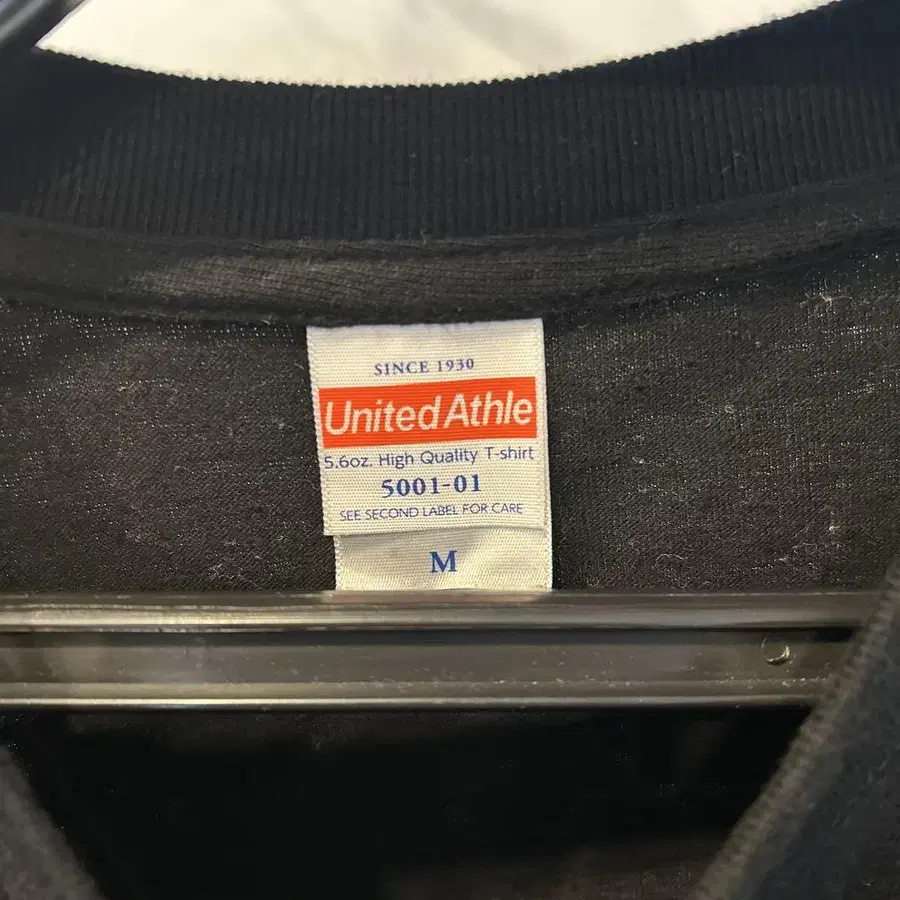 SINCE 1930
United Athle
5.6oz. High Quality T-shirt
5001-01
SEE SECOND LABEL FOR CARE
M